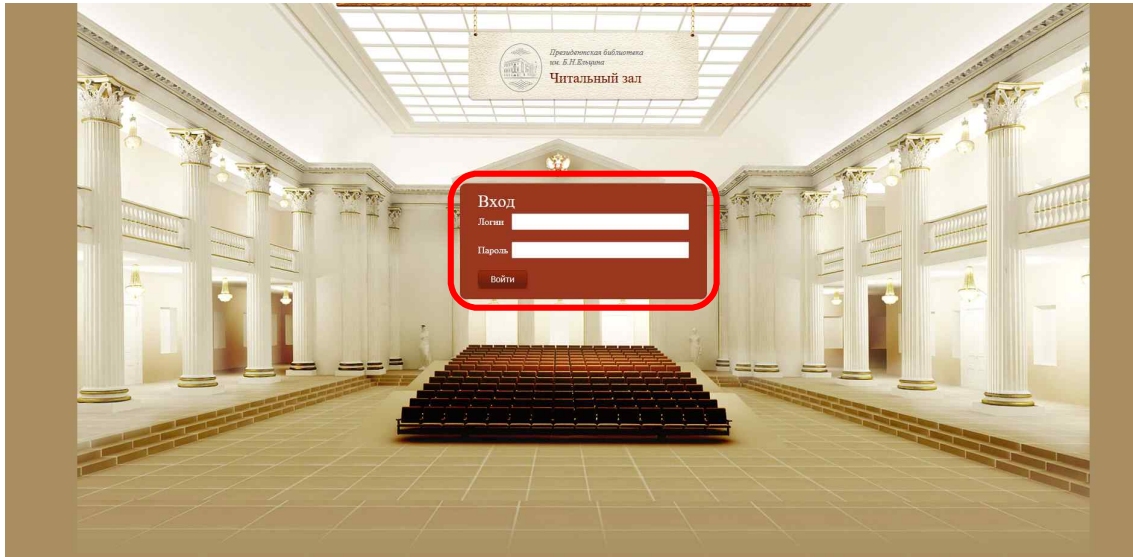 Президентская библиотека
им. Б.Н.Ельцина
Читальный зал
Вход
Логин
Пароль
Войти